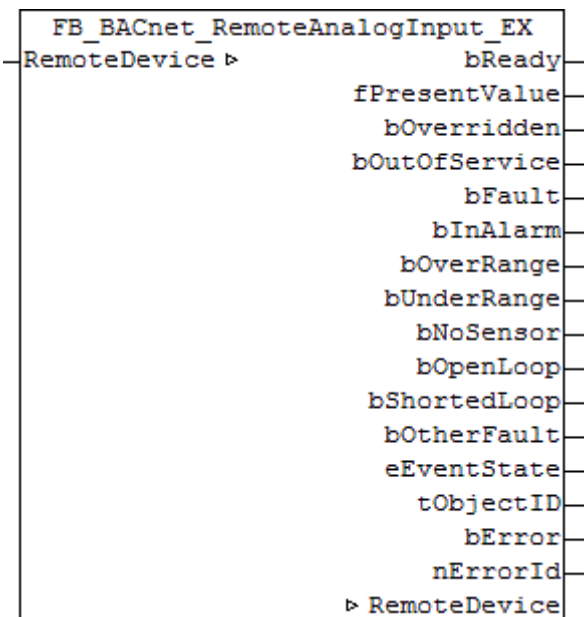 FB_BACnet_RemoteAnalogInput_EX
RemoteDevice ▷ bReady
fPresentValue
bOverridden
bOutOfService
bFault
bInAlarm
bOverRange
bUnderRange
bNoSensor
bOpenLoop
bShortedLoop
bOtherFault
eEventState
tObjectID
bError
nErrorId
▷ RemoteDevice